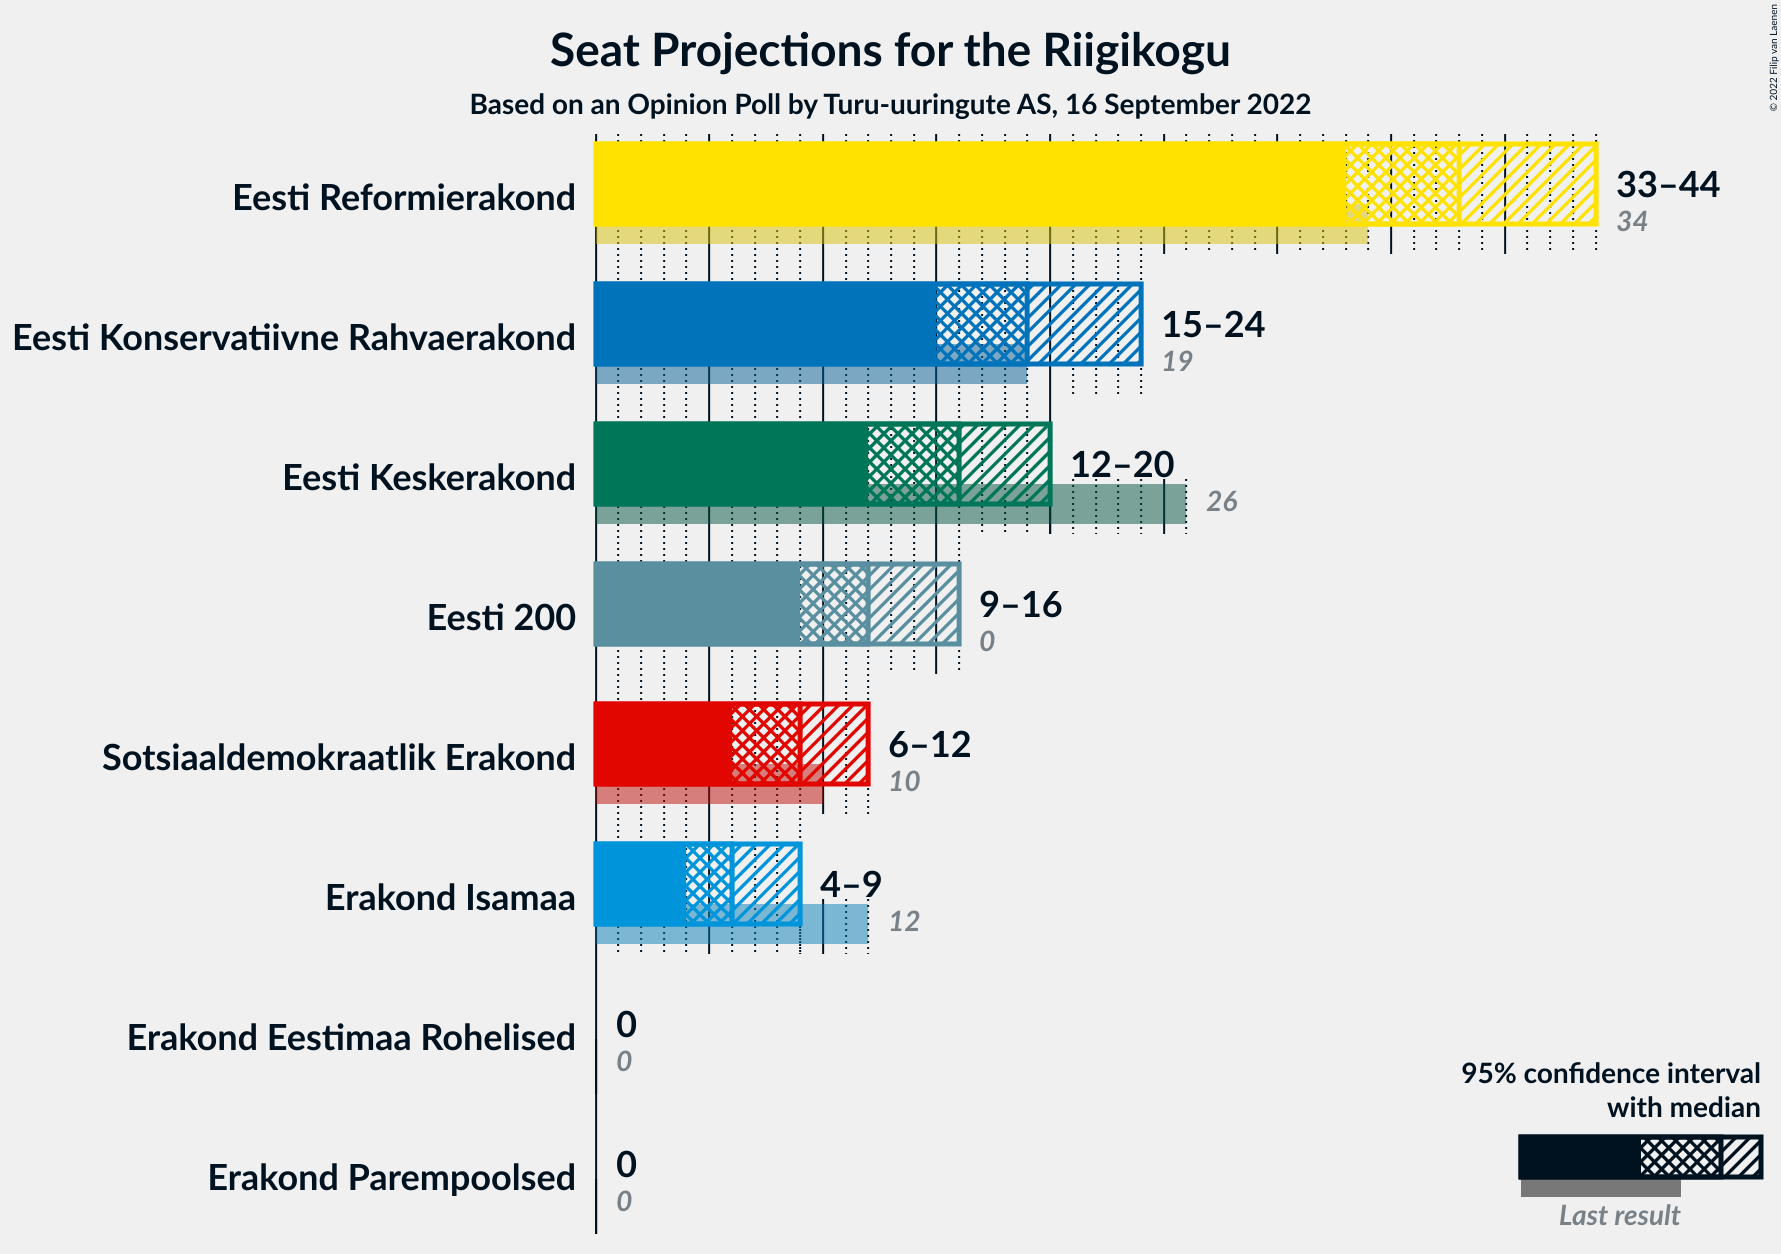 Seat Projections for the Riigikogu
Based on an Opinion Poll by Turu-uuringute AS, 16 September 2022
© 2022 Filip van Laenen
Eesti Reformierakond
33–44
34
Eesti Konservatiivne Rahvaerakond
15–24
19
Eesti Keskerakond
12–20
26
Eesti 200
9–16
0
Sotsiaaldemokraatlik Erakond
6–12
10
Erakond Isamaa
4–9
12
Erakond Eestimaa Rohelised
0
0
Erakond Parempoolsed
0
0
95% confidence interval
with median
Last result